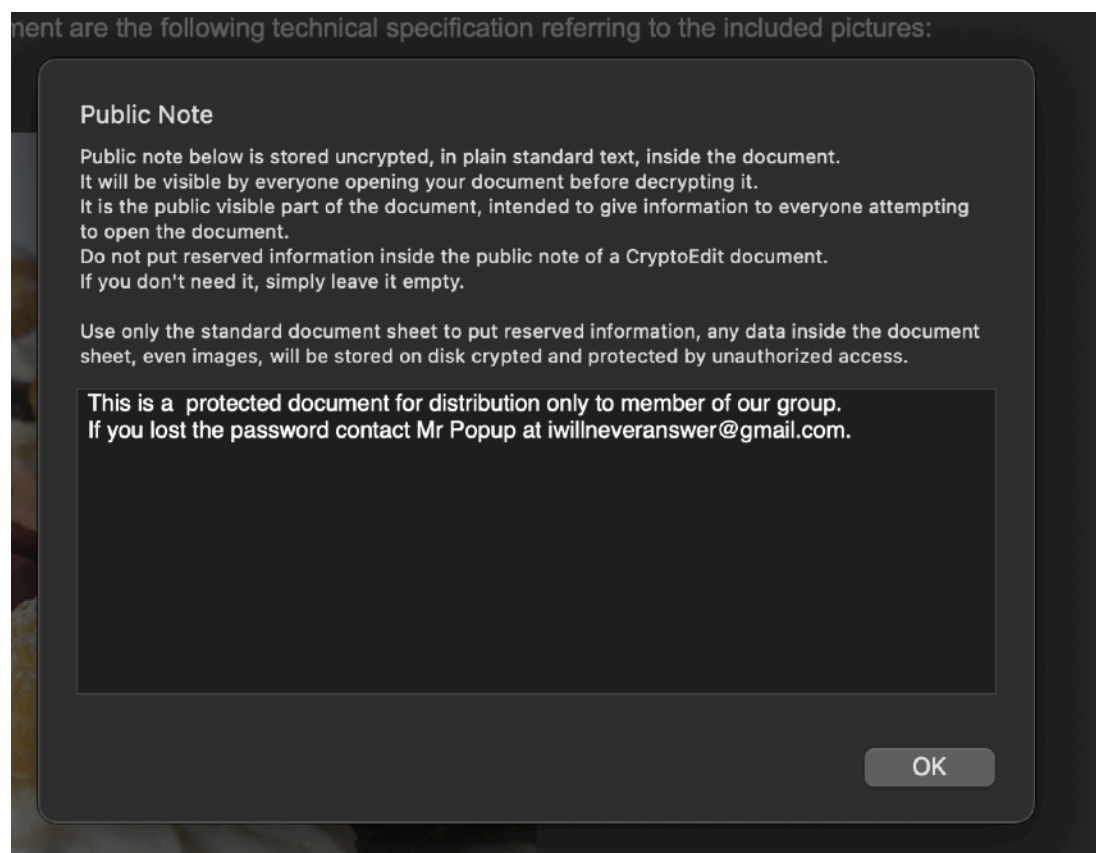 are the following technical specification referring to the included pictures:
Public Note
Public note below is stored uncrypted, in plain standard text, inside the document.
It will be visible by everyone opening your document before decrypting it.
It is the public visible part of the document, intended to give information to everyone attempting
to open the document.
Do not put reserved information inside the public note of a CryptoEdit document.
If you don't need it, simply leave it empty.
Use only the standard document sheet to put reserved information, any data inside the document
sheet, even images, will be stored on disk crypted and protected by unauthorized access.
This is a  protected document for distribution only to member of our group.
If you lost the password contact Mr Popup at iwillneveranswer@gmail.com.
OK